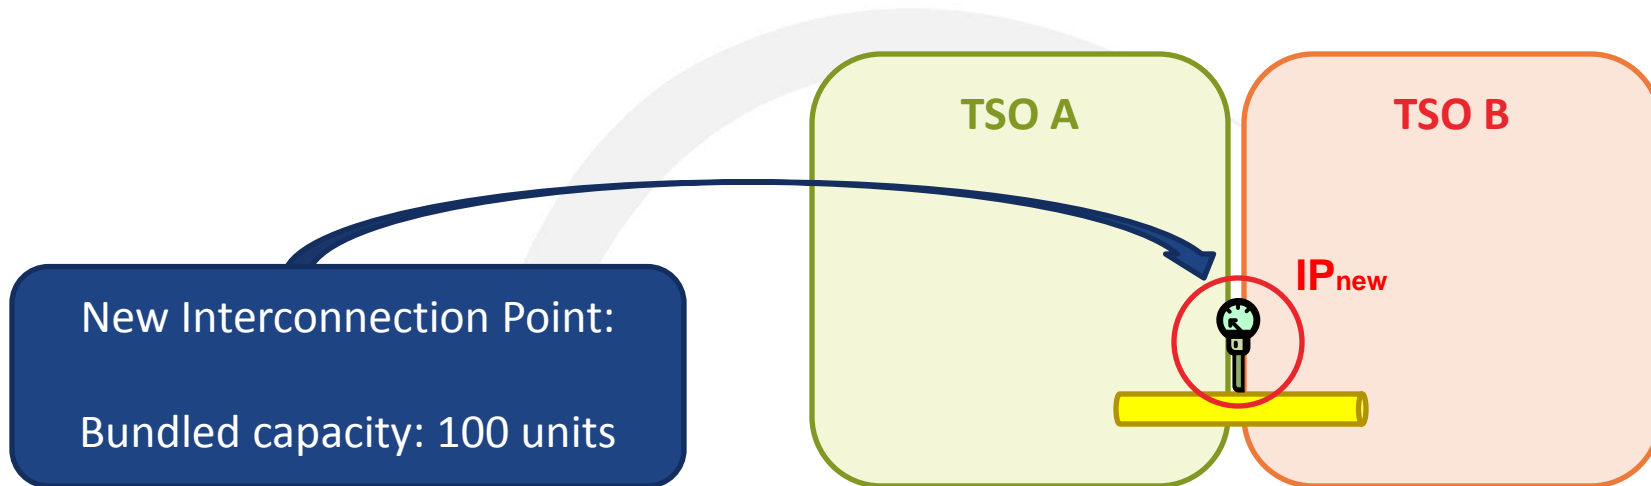 TSO A
TSO B
New Interconnection Point:
Bundled capacity: 100 units
IPnew